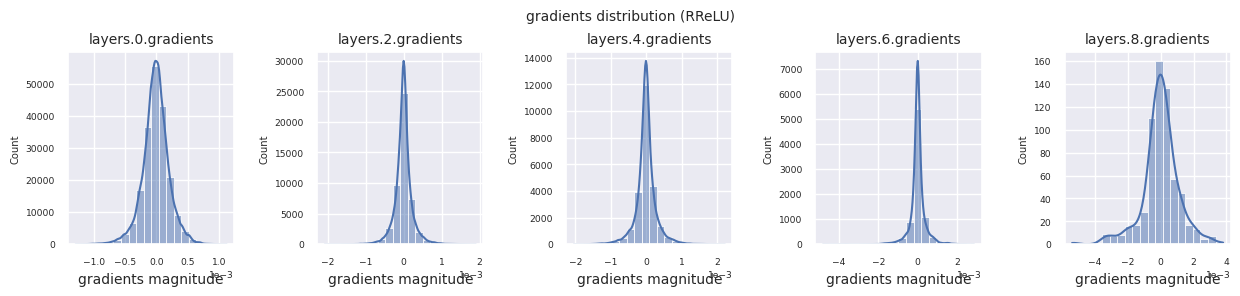 gradients distribution (RReLU)
layers.0.gradients
50000
40000
30000
20000
10000
0
Count
−1.0 −0.5 0.0 0.5 1.0
1e−3
gradients magnitude
layers.2.gradients
30000
25000
20000
15000
10000
5000
0
Count
−2 −1 0 1 2
1e−3
gradients magnitude
layers.4.gradients
14000
12000
10000
8000
6000
4000
2000
0
Count
−2 −1 0 1 2
1e−3
gradients magnitude
layers.6.gradients
7000
6000
5000
4000
3000
2000
1000
0
Count
−4 −2 0 2
1e−3
gradients magnitude
layers.8.gradients
160
140
120
100
80
60
40
20
0
Count
−4 −2 0 2 4
1e−3
gradients magnitude